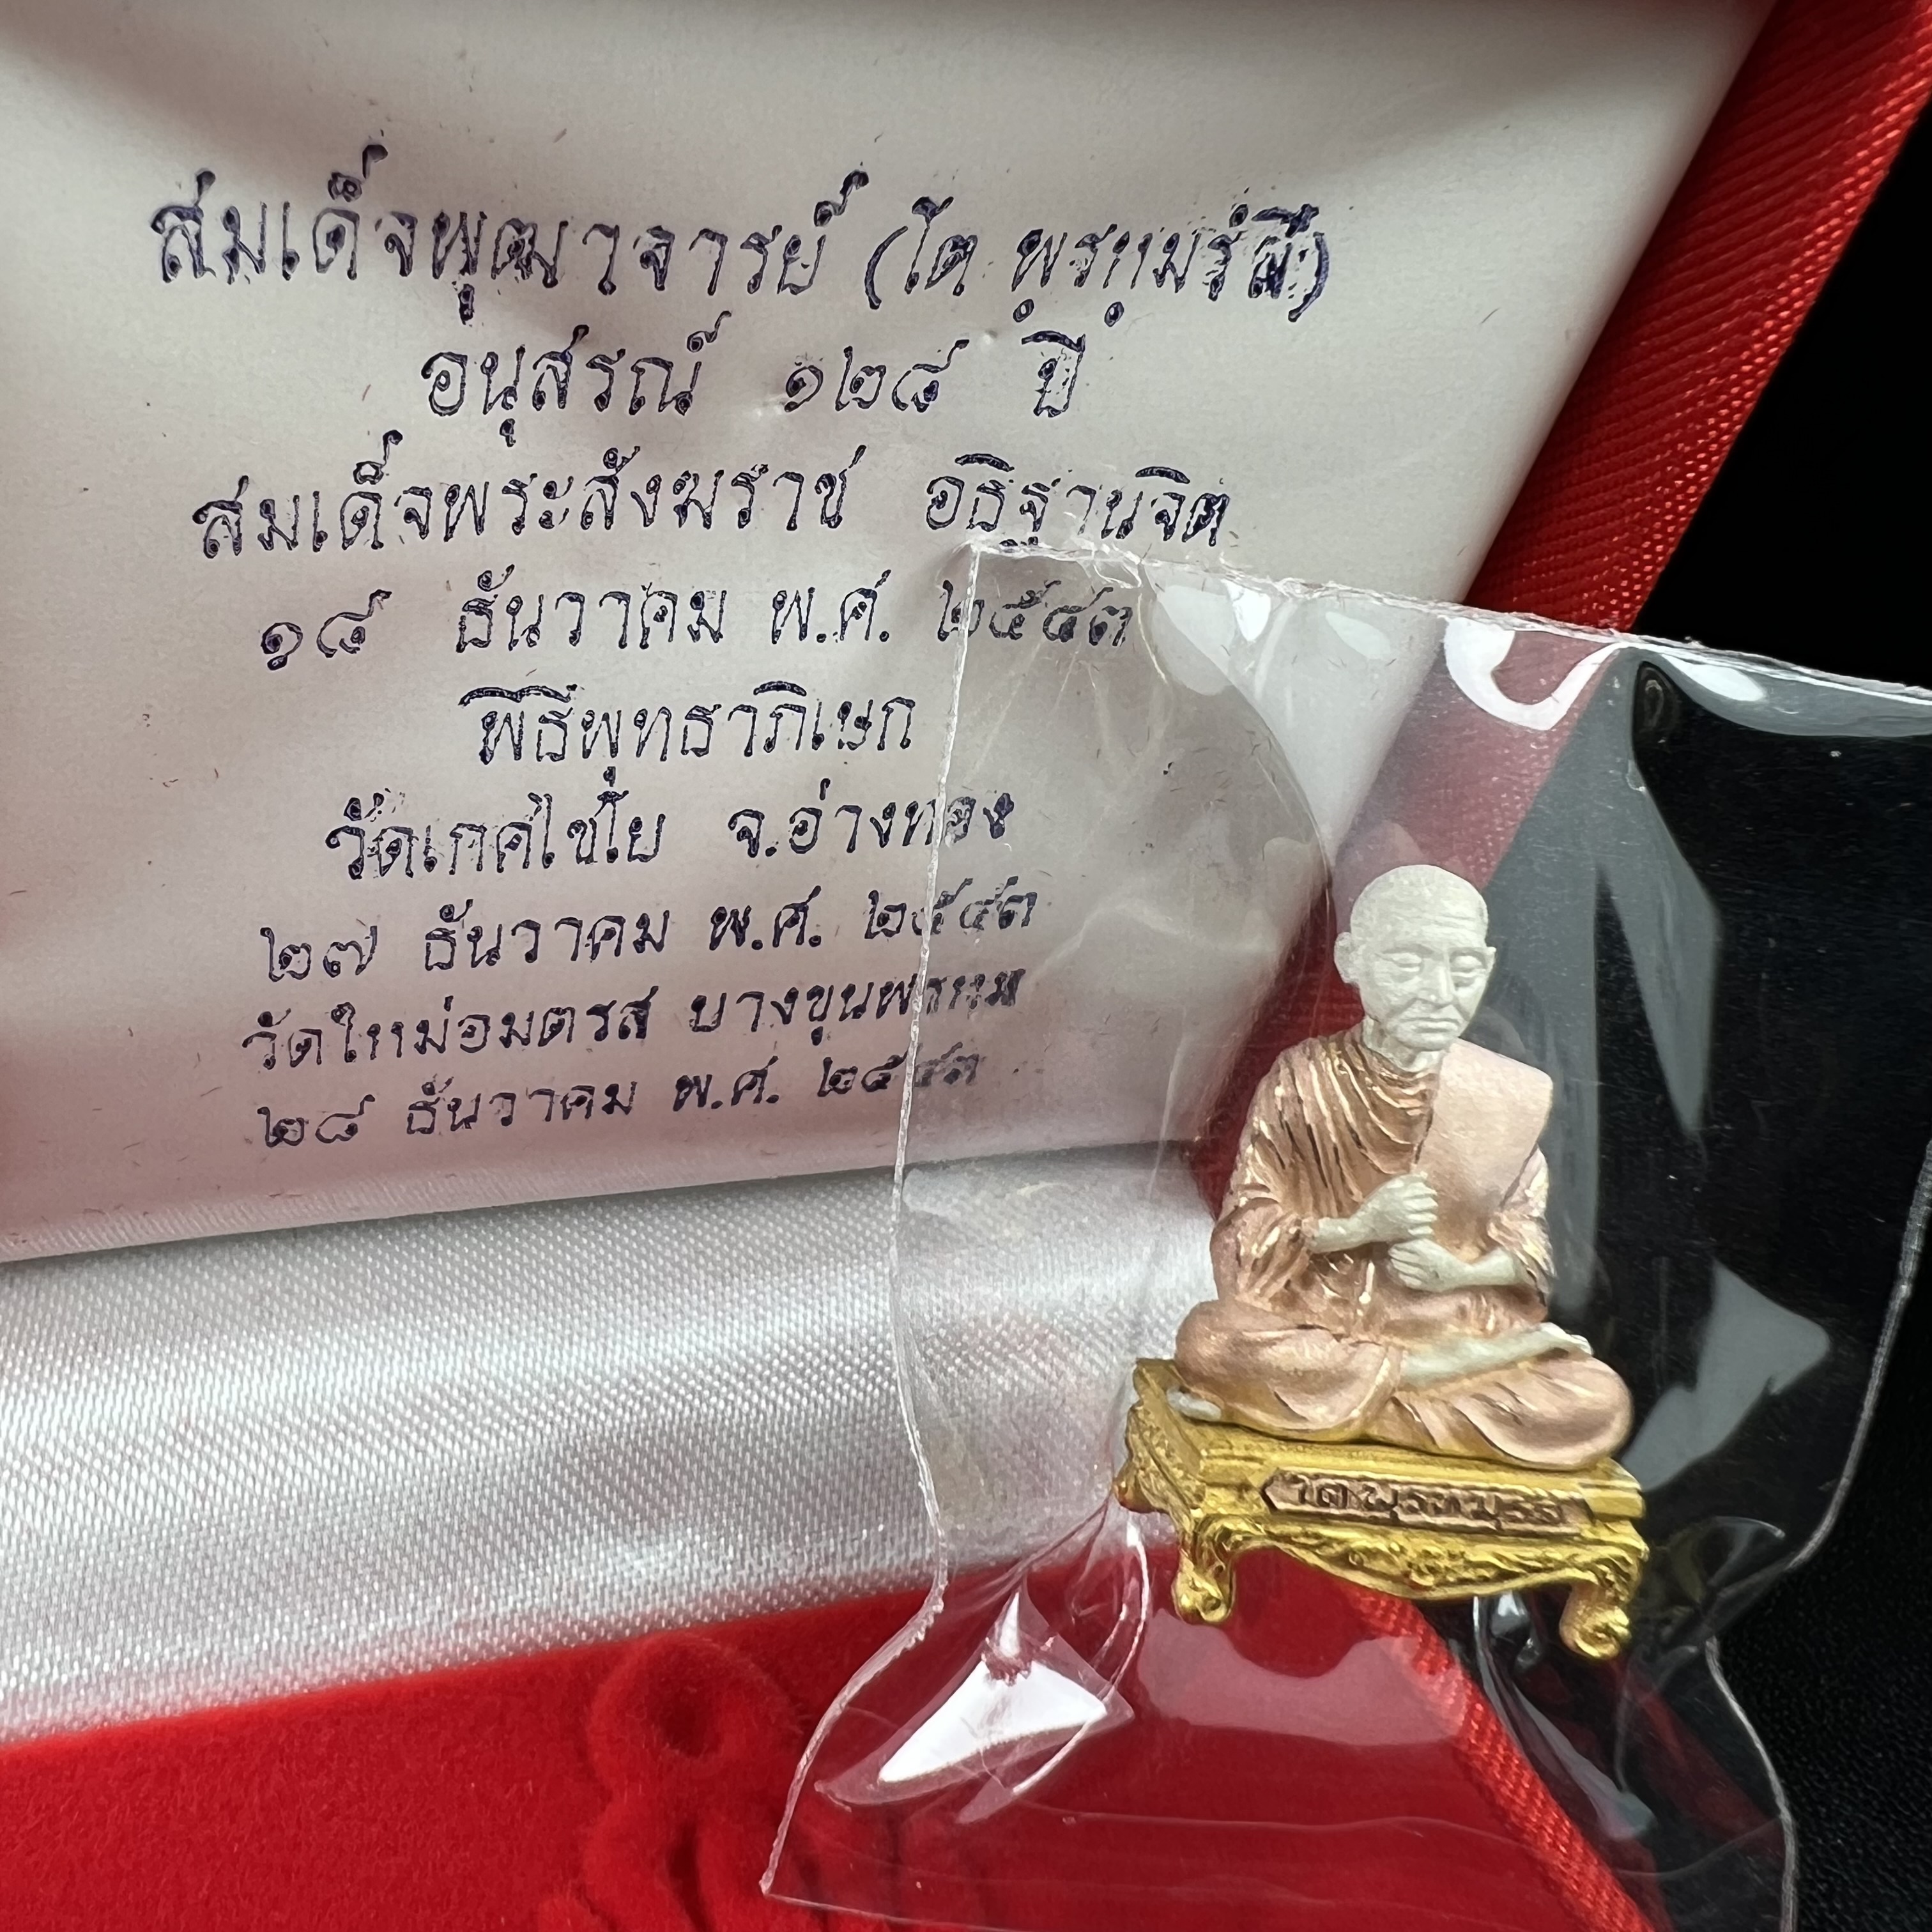 สมเด็จพุฒาจารย์ (โต พฺรหฺมรํสี)
อนุสรณ์ ๑๒๘ ปี
สมเด็จพระสังฆราช อธิฐานจิต
๑๘ ธันวาคม พ.ศ. ๒๕๔๓
พิธีพุทธาภิเษก
วัดเกศไชโย จ.อ่างทอง
๒๗ ธันวาคม พ.ศ. ๒๕๔๓
วัดใหม่อมตรส บางขุนพรหม
๒๘ ธันวาคม พ.ศ. ๒๕๔๓
โต พฺรหฺมรํสี